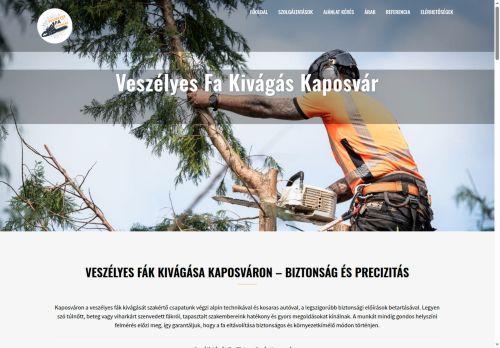 FŐOLDAL SZOLGÁLTATÁSOK AJÁNLAT KÉRÉS ÁRAK REFERENCIA ELÉRHETŐSÉGEK
Veszélyes Fa Kivágás Kaposvár
VESZÉLYES FÁK KIVÁGÁSA KAPOSVÁRON – BIZTONSÁG ÉS PRECIZITÁS
Kaposváron a veszélyes fák kivágását szakértő csapatunk végzi alpin technikával és kosaras autóval, a legszigorúbb biztonsági előírások betartásával. Legyen
szó túlnőtt, beteg vagy viharkárt szenvedett fákról, tapasztalt szakembereink hatékony és gyors megoldásokat kínálnak. A munkát mindig gondos helyszíni
felmérés előzi meg, így garantáljuk, hogy a fa eltávolítása biztonságos és környezetkímélő módon történjen.